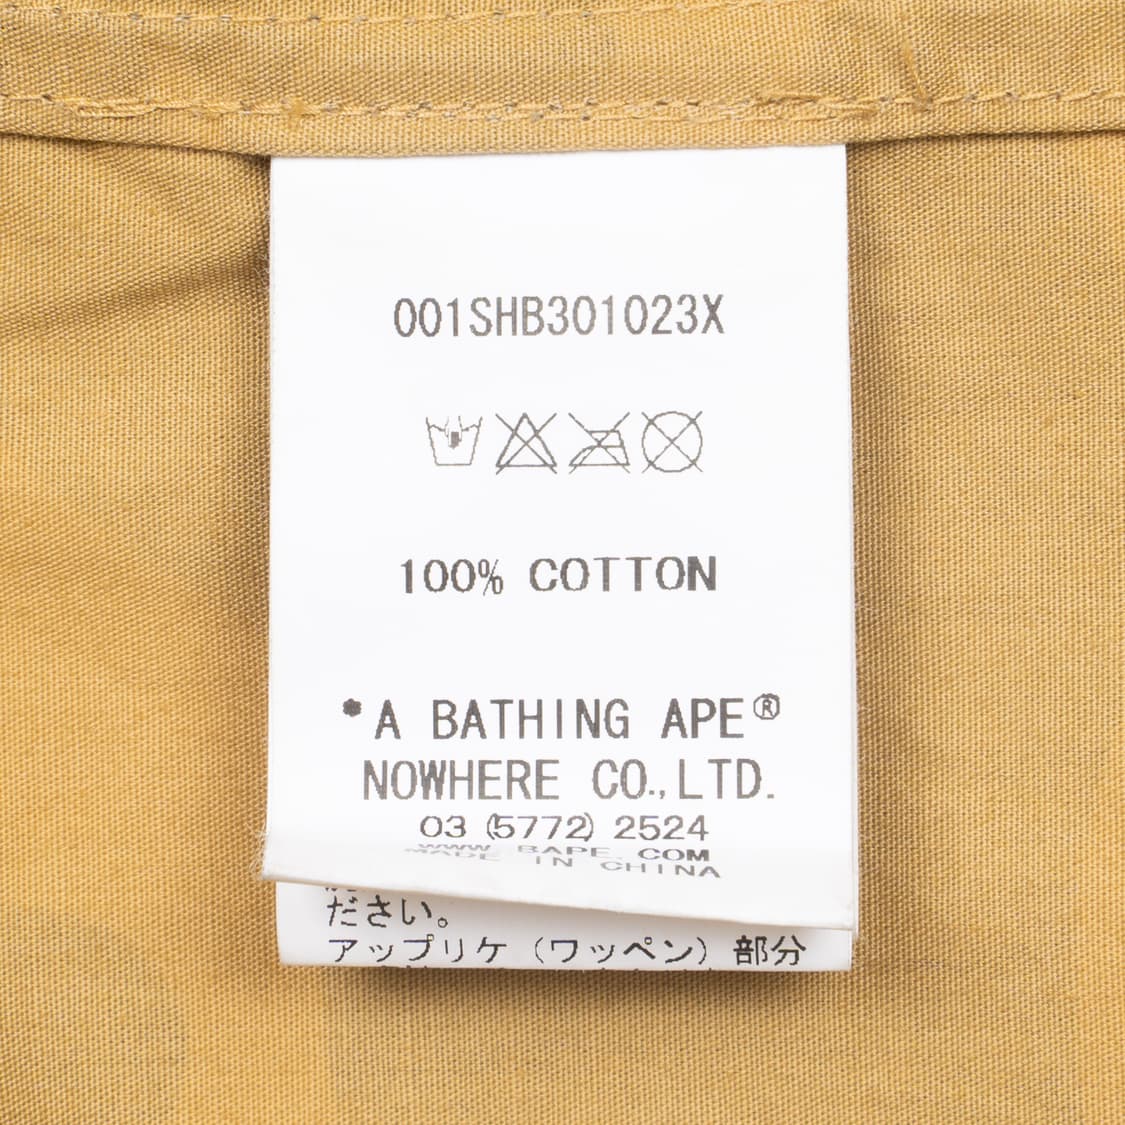 001SHB301023X
100% COTTON
*A BATHING APE®
NOWHERE CO.,LTD.
03 (5772) 2524
WWW.BAPE.COM
MADE IN CHINA
ださい。
アップリケ（ワッペン）部分